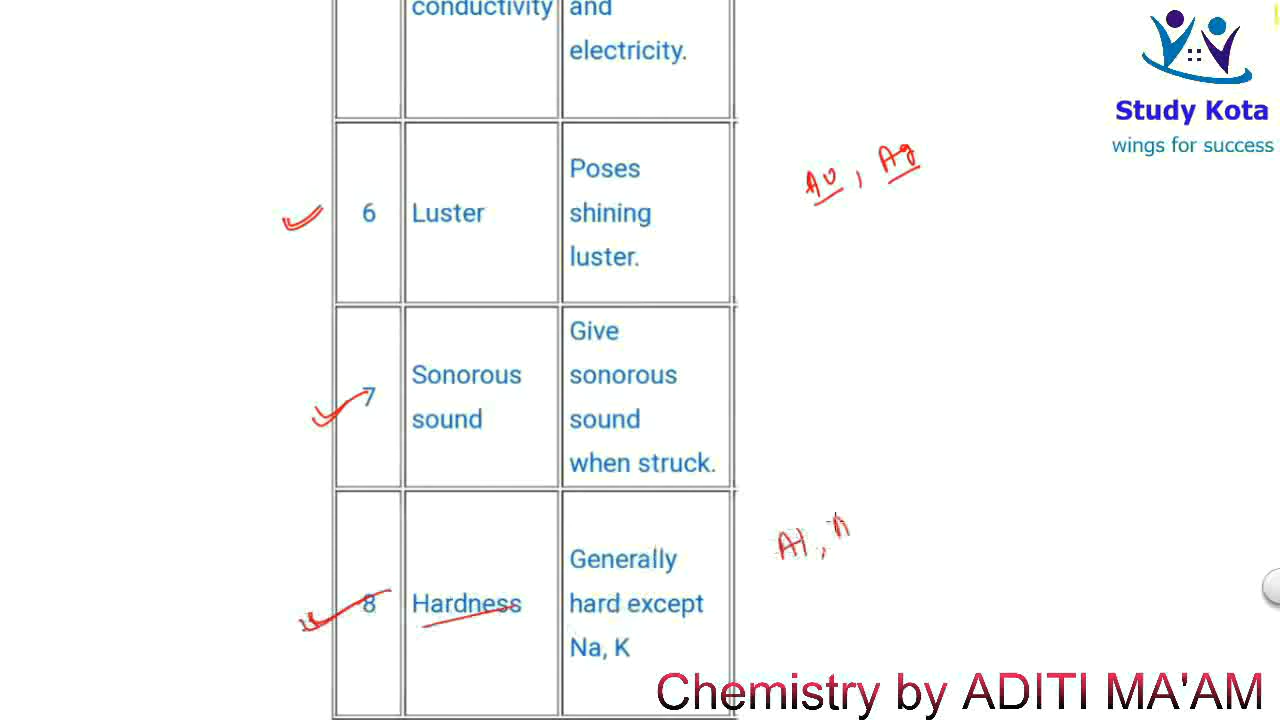 conductivity
and
electricity.
Study Kota
wings for success
6
Luster
Poses
shining
luster.
Au, Ag
7
Sonorous
sound
Give
sonorous
sound
when struck.
8
Hardness
Generally
hard except
Na, K
Al,
Chemistry by ADITI MA'AM